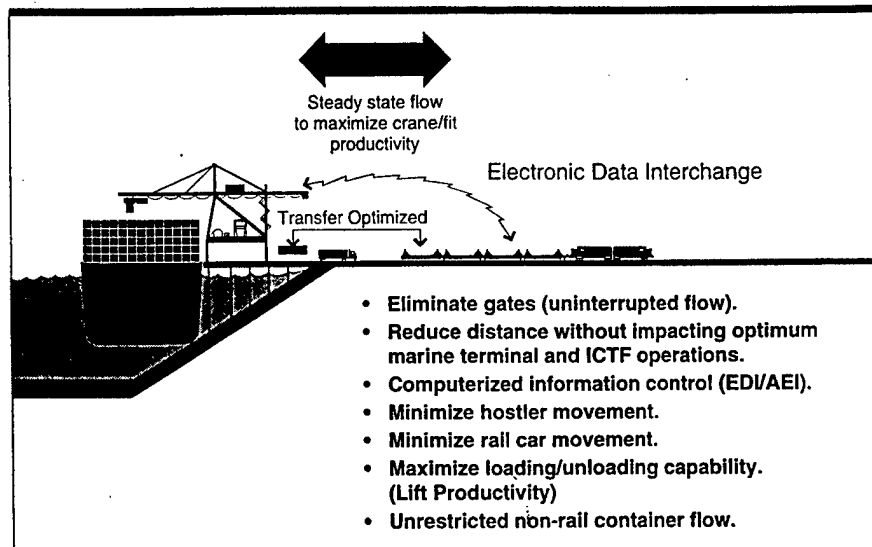 Steady state flow
to maximize crane/fit
productivity
Electronic Data Interchange
Transfer Optimized
• Eliminate gates (uninterrupted flow).
• Reduce distance without impacting optimum
marine terminal and ICTF operations.
• Computerized information control (EDI/AEI).
• Minimize hostler movement.
• Minimize rail car movement.
• Maximize loading/unloading capability.
(Lift Productivity)
• Unrestricted non-rail container flow.